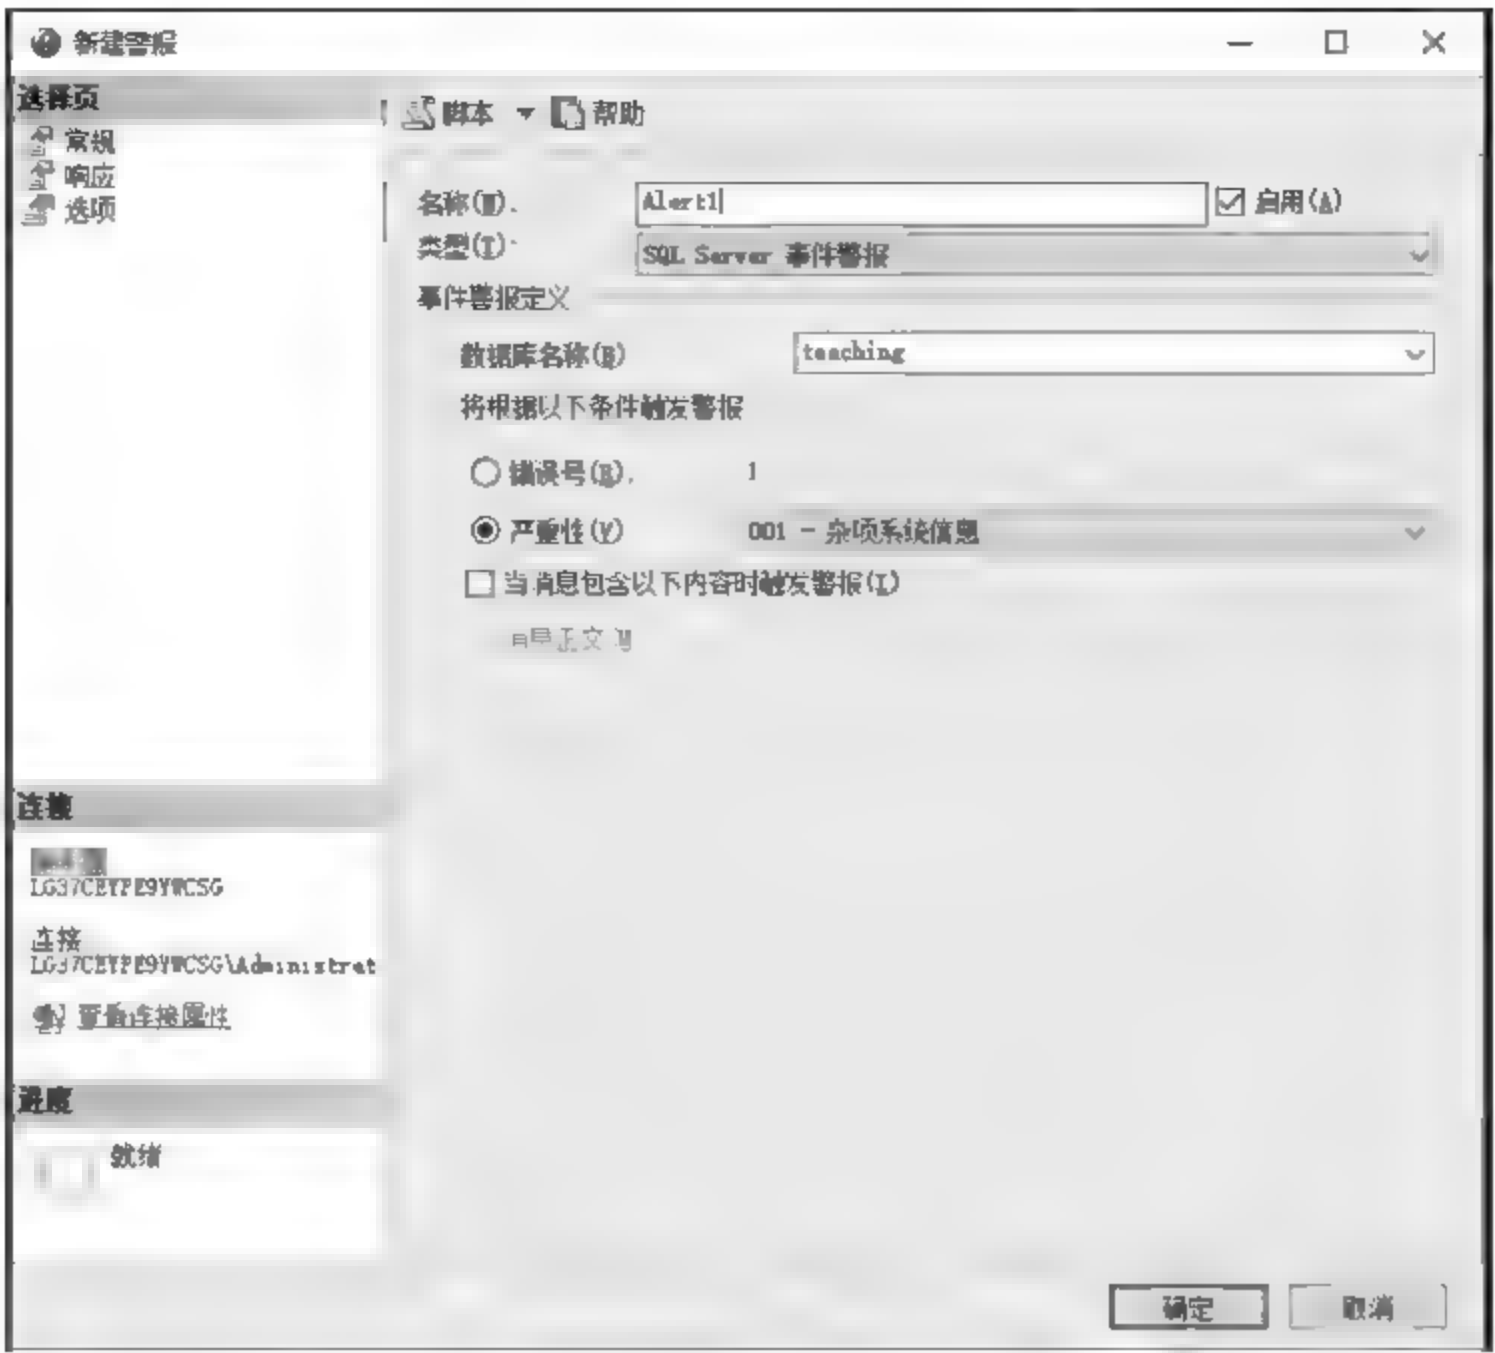 新建警报
选择页
常规
响应
选项
脚本 帮助
名称(N): Alert1 启用(A)
类型(T): SQL Server 事件警报
事件警报定义
数据库名称(B) teaching
将根据以下条件触发警报
错误号(R): 1
严重性(Y) 001 - 杂项系统信息
当消息包含以下内容时触发警报(I)
连接
LG37CEYPE9YWCSG
连接
LG37CEYPE9YWCSG\Administrat
查看连接属性
进度
就绪
确定 取消